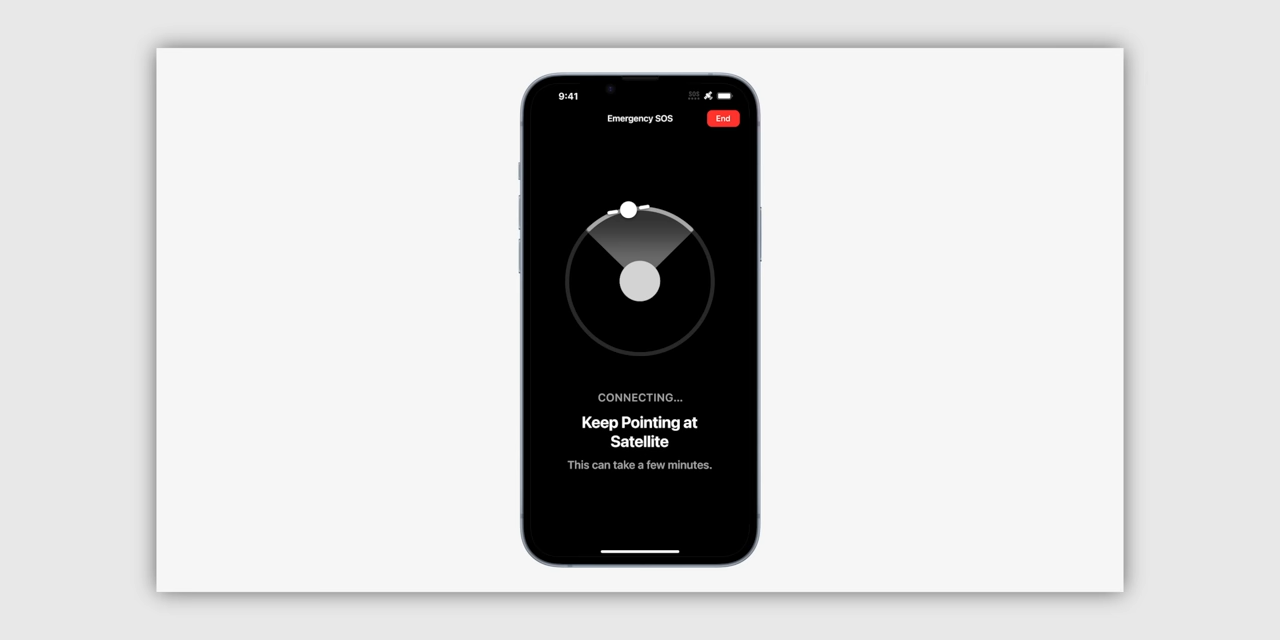 9:41
SOS
Emergency SOS
End
CONNECTING...
Keep Pointing at
Satellite
This can take a few minutes.